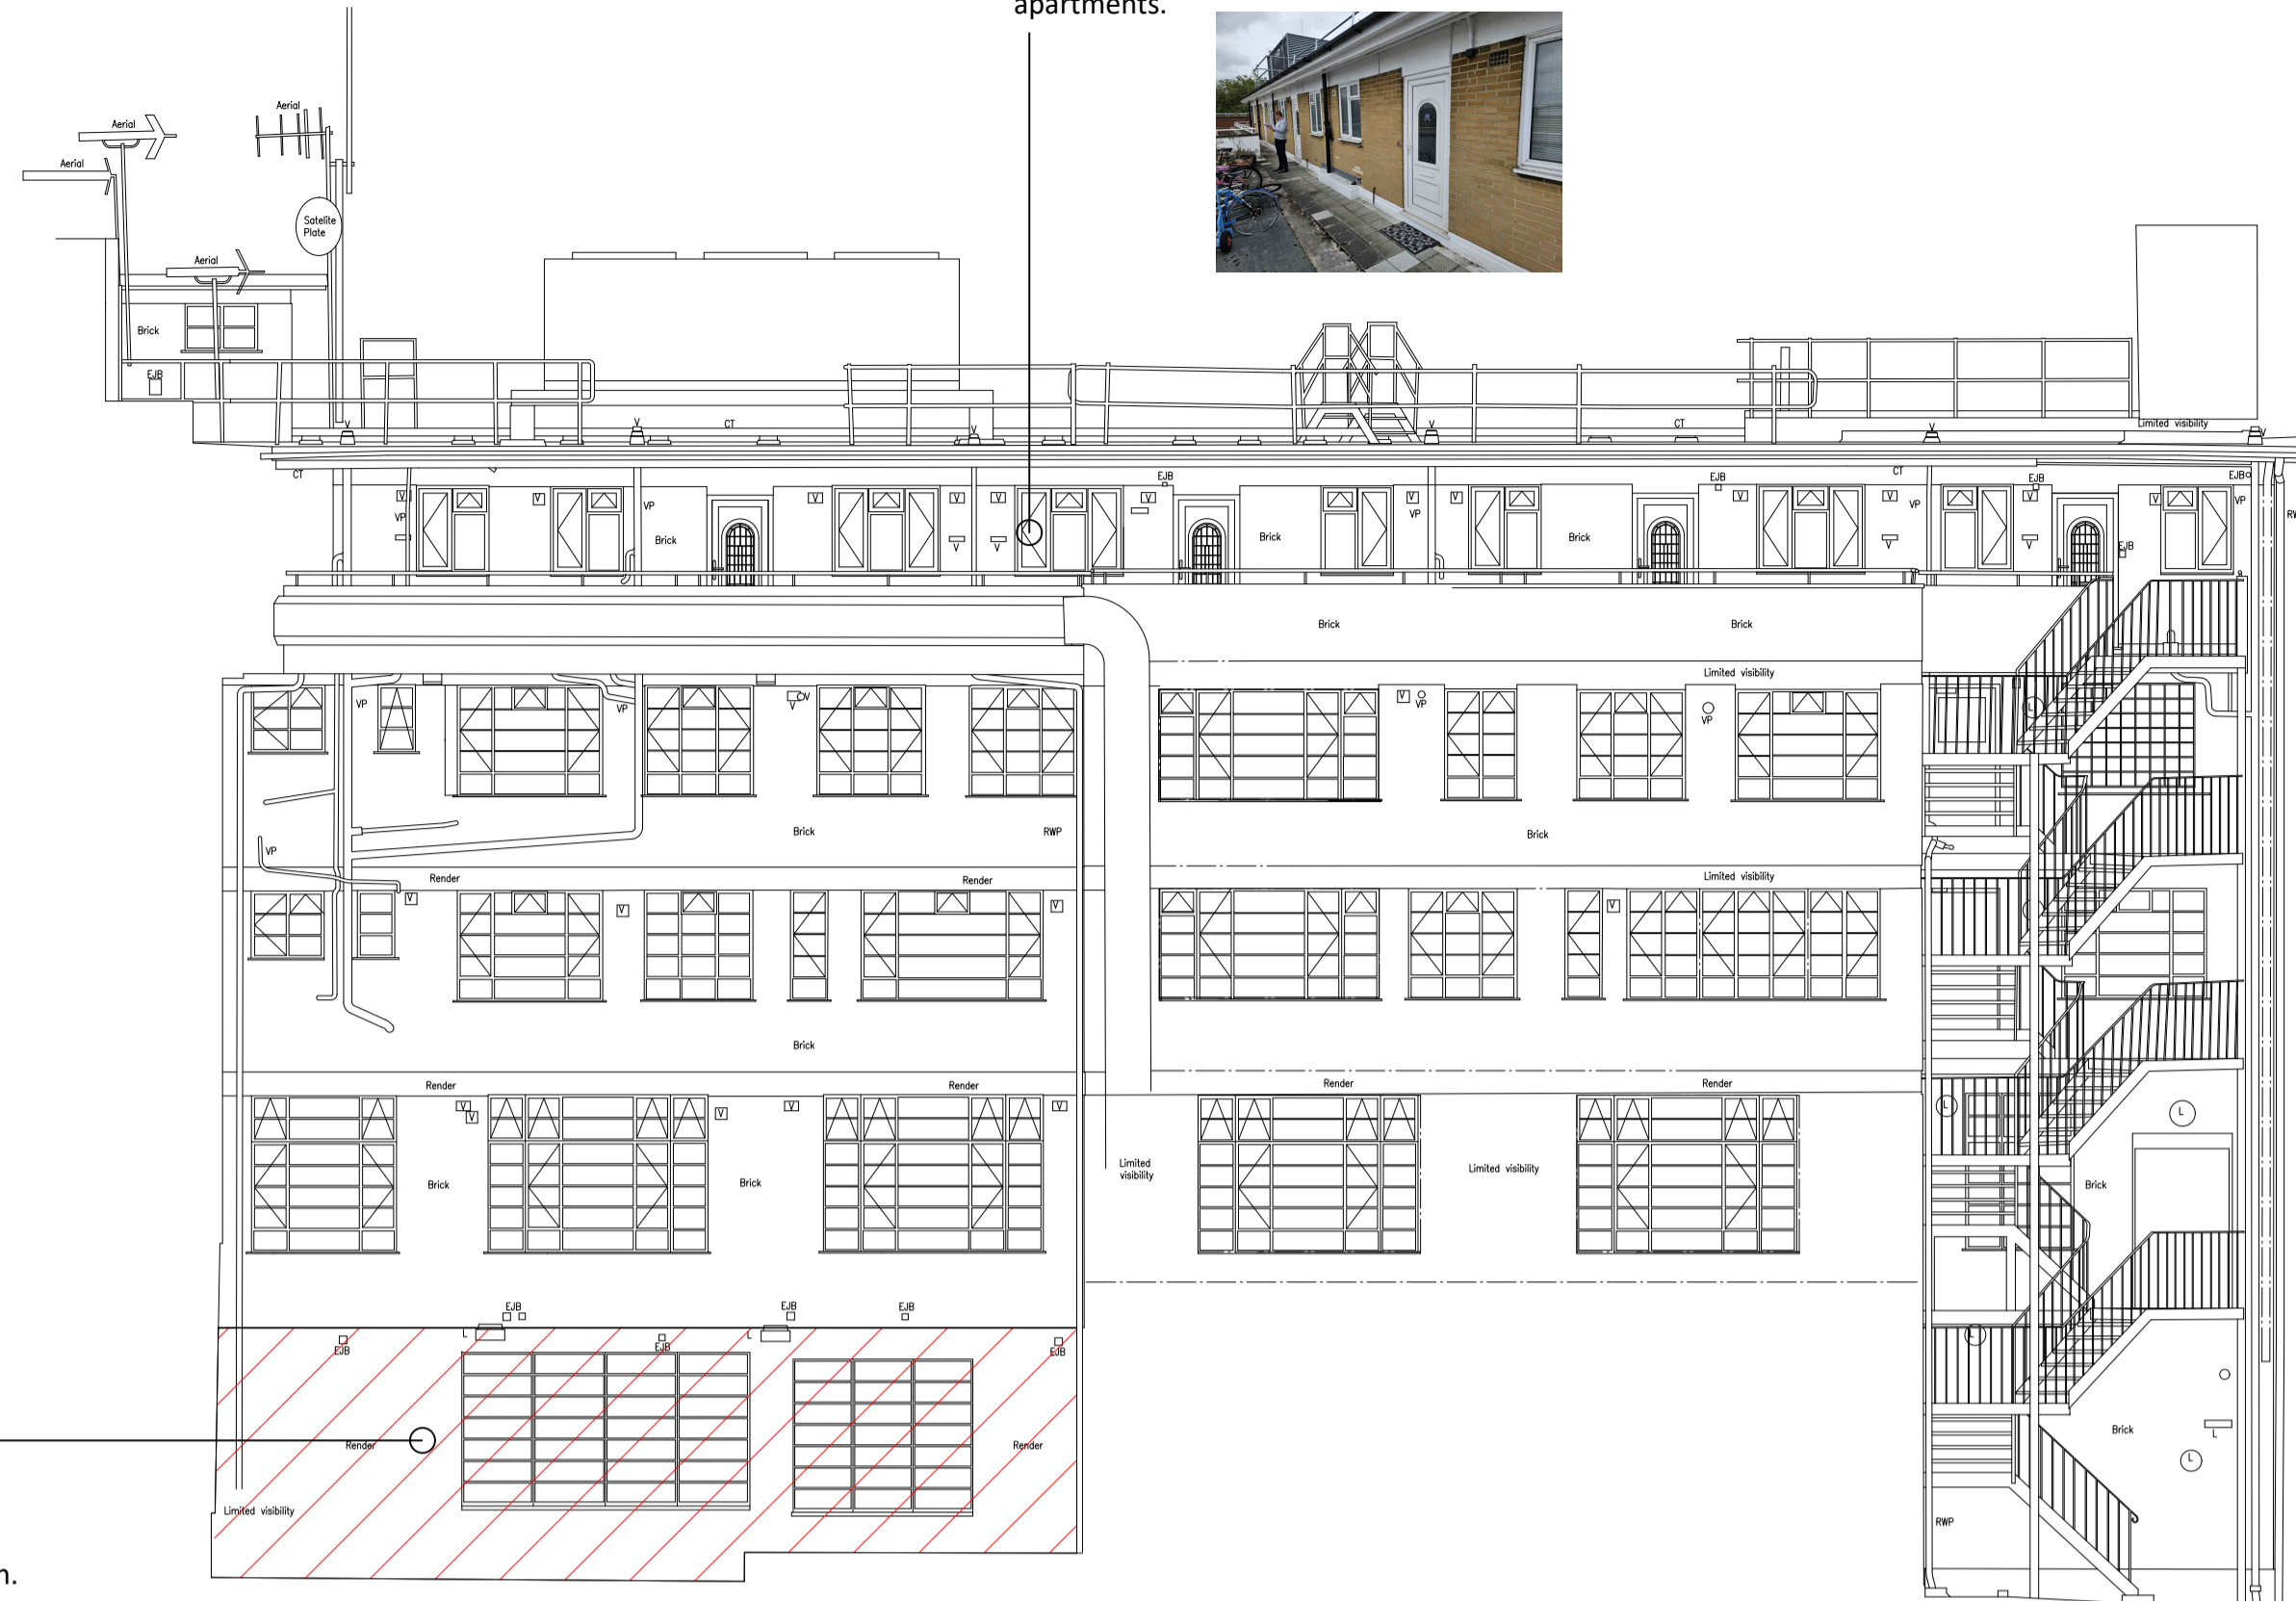 apartments.
Aerial
Aerial
Aerial
Satelite
Plate
Aerial
Brick
EJB
V
V
CT
V
V
CT
V
Limited visibility
V
CT
EJB
EJB
CT
EJB
EJB
V
V
V
V
V
V
V
V
V
V
V
V
VP
VP
VP
VP
VP
RW
Brick
Brick
Brick
V
V
V
V
EJB
Brick
Brick
Limited visibility
VP
VP
V
V
V
VP
VP
L
Brick
RWP
Brick
VP
Render
Render
Limited visibility
V
V
V
V
Brick
Render
Render
Render
Render
V
V
V
V
V
L
L
Limited
visibility
Limited visibility
Brick
Brick
Brick
EJB
EJB
EJB
L
L
L
EJB
EJB
EJB
Render
Render
Brick
L
L
Limited visibility
RWP
n.